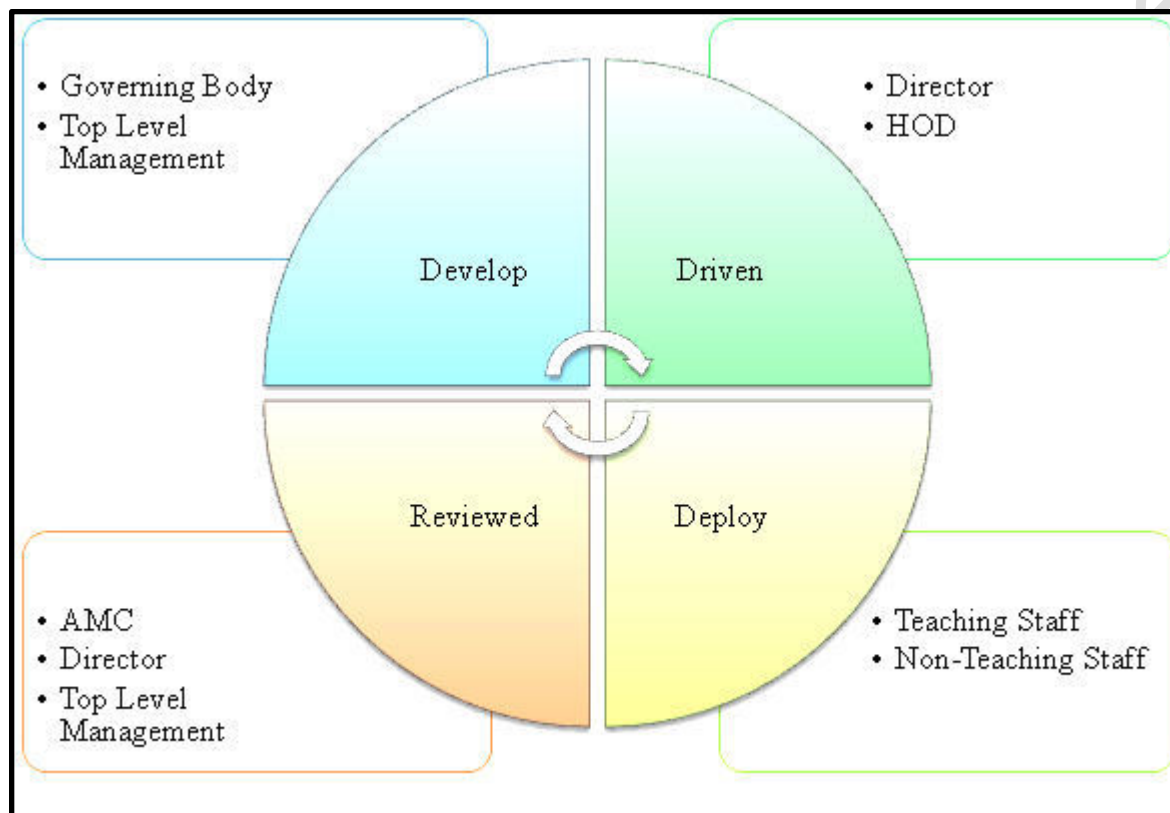 • Governing Body
• Top Level
Management
• Director
• HOD
Develop
Driven
Reviewed
Deploy
• AMC
• Director
• Top Level
Management
• Teaching Staff
• Non-Teaching Staff